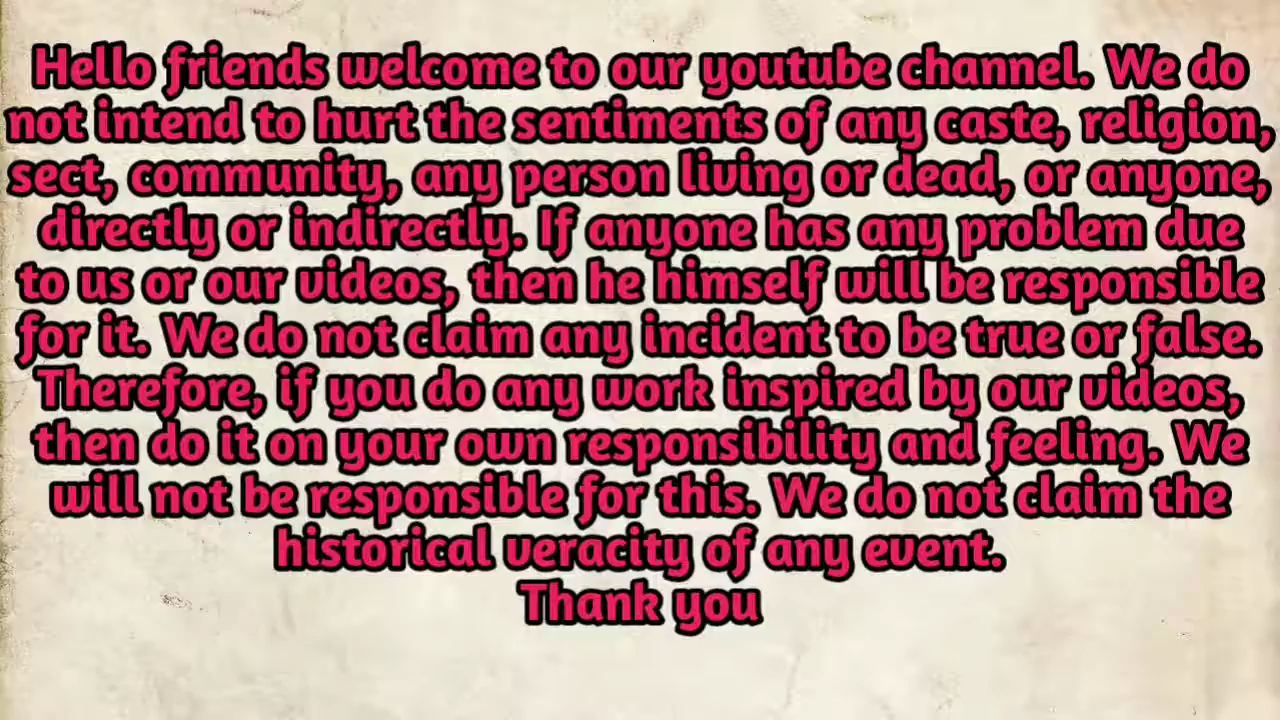 Hello friends welcome to our youtube channel. We do
not intend to hurt the sentiments of any caste, religion,
sect, community, any person living or dead, or anyone,
directly or indirectly. If anyone has any problem due
to us or our videos, then he himself will be responsible
for it. We do not claim any incident to be true or false.
Therefore, if you do any work inspired by our videos,
then do it on your own responsibility and feeling. We
will not be responsible for this. We do not claim the
historical veracity of any event.
Thank you